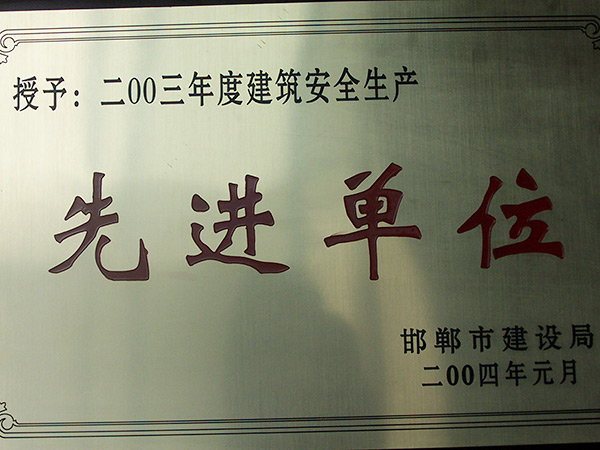 授予：二00三年度建筑安全生产
先进单位
邯郸市建设局
二00四年元月